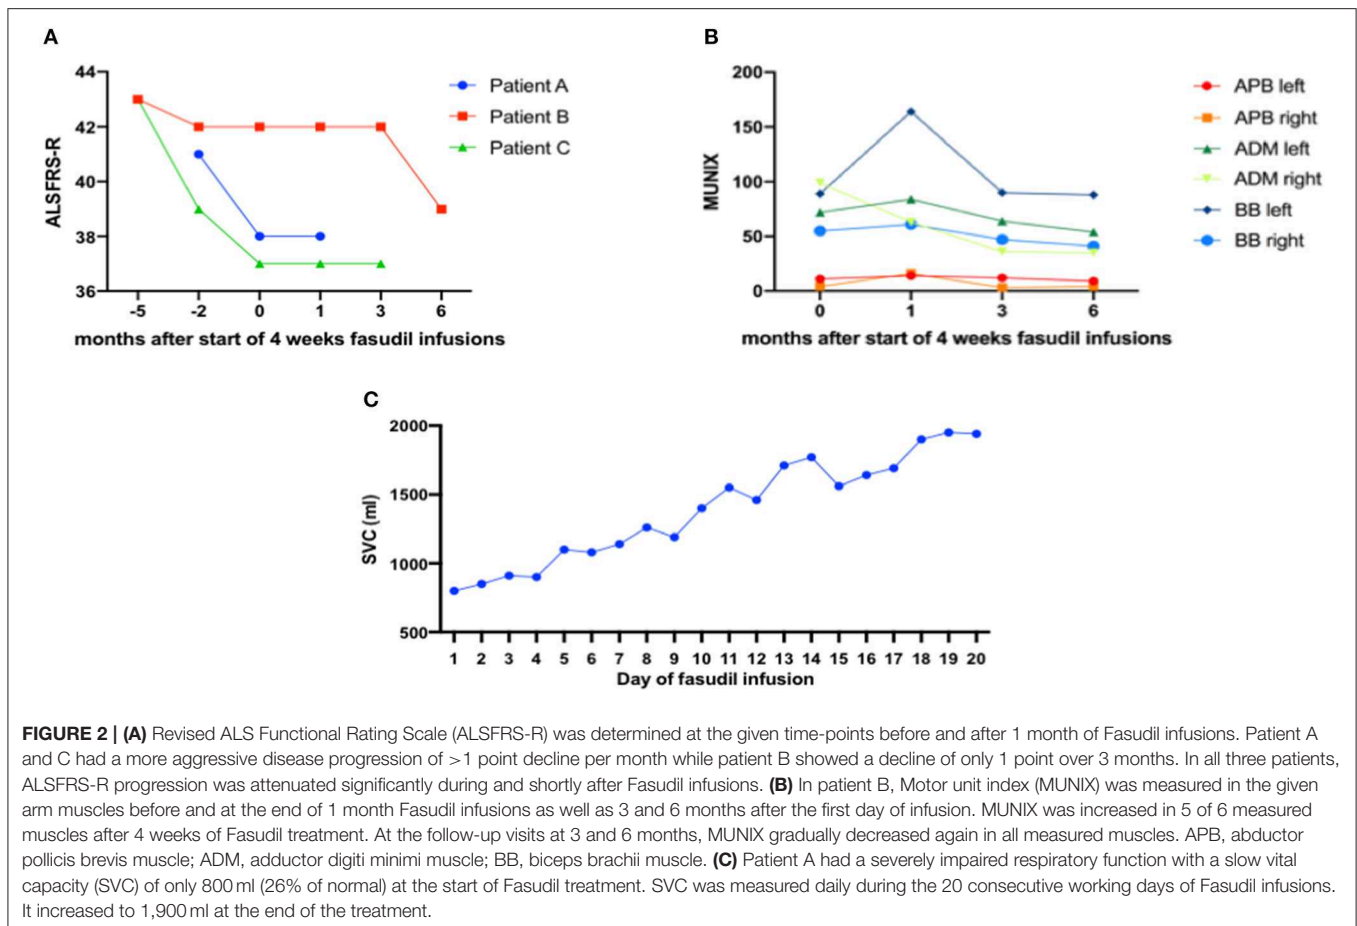 A
44
42
40
38
36
ALSFRS-R
-5 -2 0 1 3 6
months after start of 4 weeks fasudil infusions
Patient A
Patient B
Patient C
B
200
150
100
50
0
MUNIX
0 1 3 6
months after start of 4 weeks fasudil infusions
APB left
APB right
ADM left
ADM right
BB left
BB right
C
2000
1500
1000
500
SVC (ml)
1 2 3 4 5 6 7 8 9 10 11 12 13 14 15 16 17 18 19 20
Day of fasudil infusion
FIGURE 2 | (A) Revised ALS Functional Rating Scale (ALSFRS-R) was determined at the given time-points before and after 1 month of Fasudil infusions. Patient A
and C had a more aggressive disease progression of >1 point decline per month while patient B showed a decline of only 1 point over 3 months. In all three patients,
ALSFRS-R progression was attenuated significantly during and shortly after Fasudil infusions. (B) In patient B, Motor unit index (MUNIX) was measured in the given
arm muscles before and at the end of 1 month Fasudil infusions as well as 3 and 6 months after the first day of infusion. MUNIX was increased in 5 of 6 measured
muscles after 4 weeks of Fasudil treatment. At the follow-up visits at 3 and 6 months, MUNIX gradually decreased again in all measured muscles. APB, abductor
pollicis brevis muscle; ADM, adductor digiti minimi muscle; BB, biceps brachii muscle. (C) Patient A had a severely impaired respiratory function with a slow vital
capacity (SVC) of only 800 ml (26% of normal) at the start of Fasudil treatment. SVC was measured daily during the 20 consecutive working days of Fasudil infusions.
It increased to 1,900 ml at the end of the treatment.